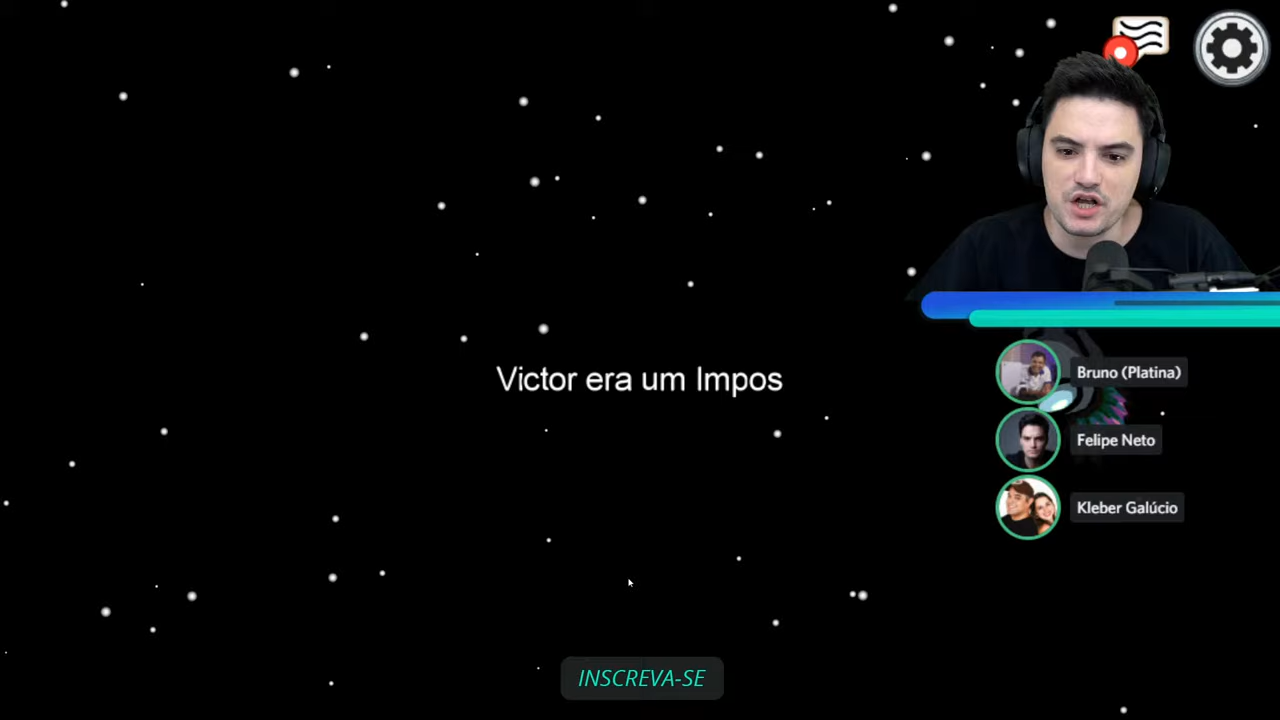 Victor era um Impos
Bruno (Platina)
Felipe Neto
Kleber Galúcio
INSCREVA-SE